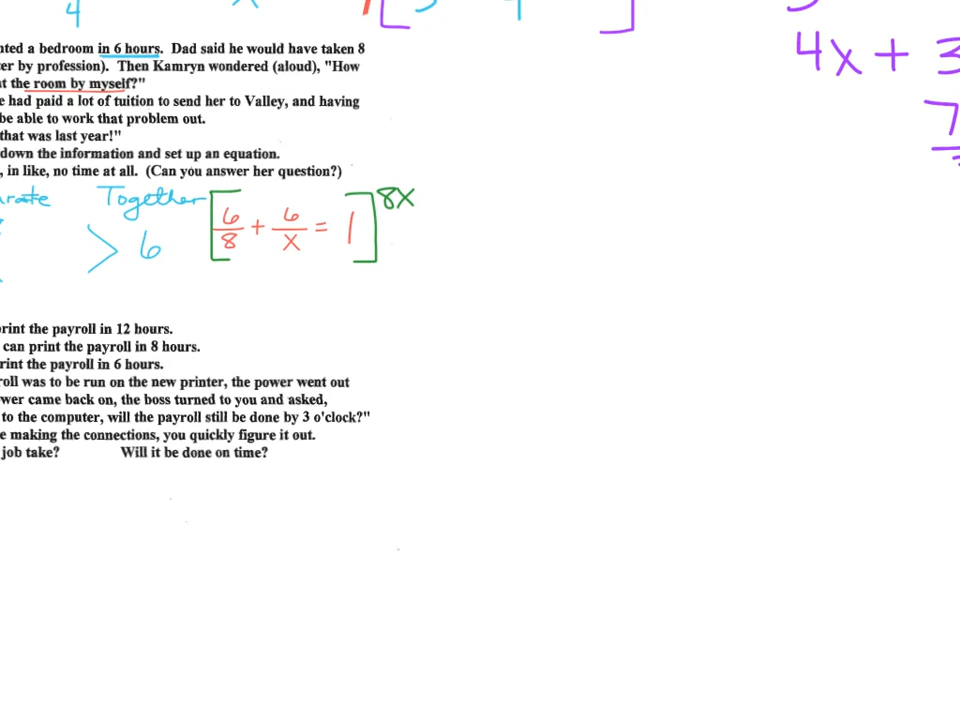 4
4x + 3
nted a bedroom in 6 hours. Dad said he would have taken 8
er by profession). Then Kamryn wondered (aloud), "How
t the room by myself?"
e had paid a lot of tuition to send her to Valley, and having
be able to work that problem out.
that was last year!"
down the information and set up an equation.
, in like, no time at all. (Can you answer her question?)
rate Together [6/8 + 6/x = 1] 8x
> 6
7
rint the payroll in 12 hours.
can print the payroll in 8 hours.
rint the payroll in 6 hours.
roll was to be run on the new printer, the power went out
wer came back on, the boss turned to you and asked,
to the computer, will the payroll still be done by 3 o'clock?"
e making the connections, you quickly figure it out.
job take? Will it be done on time?